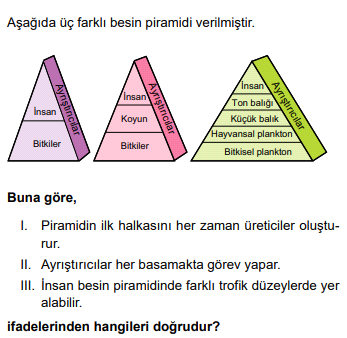 Aşağıda üç farklı besin piramidi verilmiştir.
İnsan
Bitkiler
Ayrıştırıcılar
İnsan
Koyun
Bitkiler
Ayrıştırıcılar
İnsan
Ton balığı
Küçük balık
Hayvansal plankton
Bitkisel plankton
Ayrıştırıcılar
Buna göre,
I. Piramidin ilk halkasını her zaman üreticiler oluştu-
rur.
II. Ayrıştırıcılar her basamakta görev yapar.
III. İnsan besin piramidinde farklı trofik düzeylerde yer
alabilir.
ifadelerinden hangileri doğrudur?